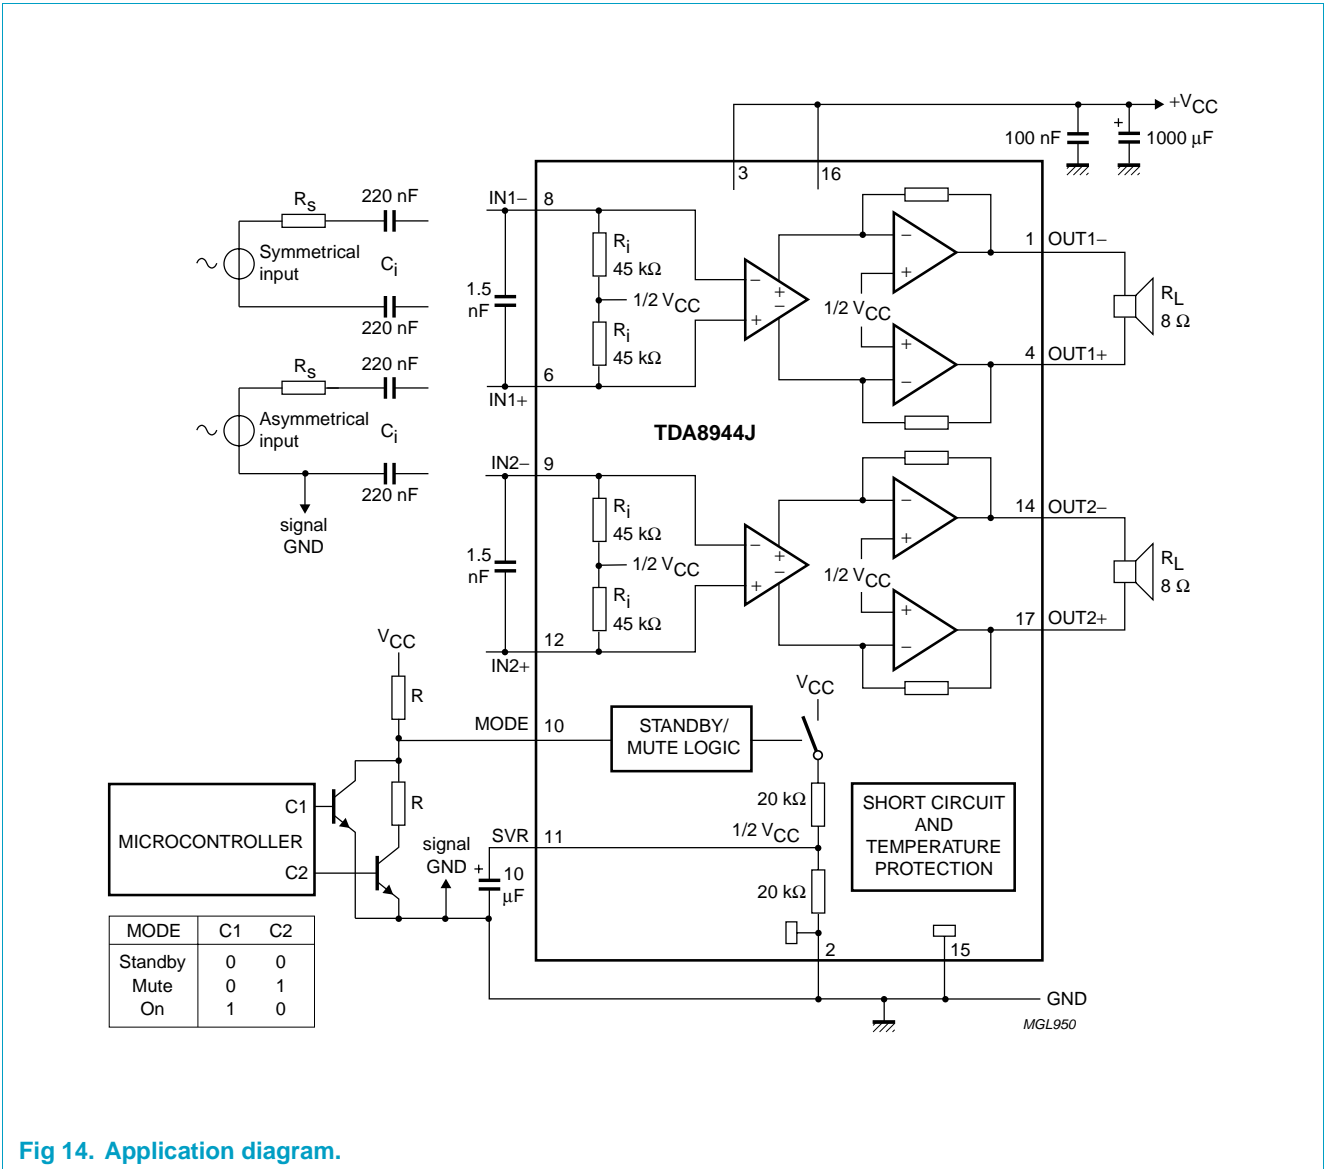 +VCC
100 nF
+
1000 μF
3
16
RS
220 nF
Symmetrical
input
Ci
220 nF
IN1−
8
Ri
45 kΩ
1.5
nF
1/2 VCC
Ri
45 kΩ
6
IN1+
−
+
+
−
−
+
1/2 VCC
+
−
1
OUT1−
4
OUT1+
RL
8 Ω
RS
220 nF
Asymmetrical
input
Ci
220 nF
signal
GND
TDA8944J
IN2−
9
Ri
45 kΩ
1.5
nF
1/2 VCC
Ri
45 kΩ
12
IN2+
−
+
+
−
−
+
1/2 VCC
+
−
14
OUT2−
17
OUT2+
RL
8 Ω
VCC
R
MODE
10
STANDBY/
MUTE LOGIC
VCC
20 kΩ
1/2 VCC
20 kΩ
SHORT CIRCUIT
AND
TEMPERATURE
PROTECTION
MICROCONTROLLER
C1
C2
R
signal
GND
SVR
11
+
10
μF
2
15
GND
MGL950
MODE C1 C2
Standby 0 0
Mute 0 1
On 1 0
Fig 14. Application diagram.